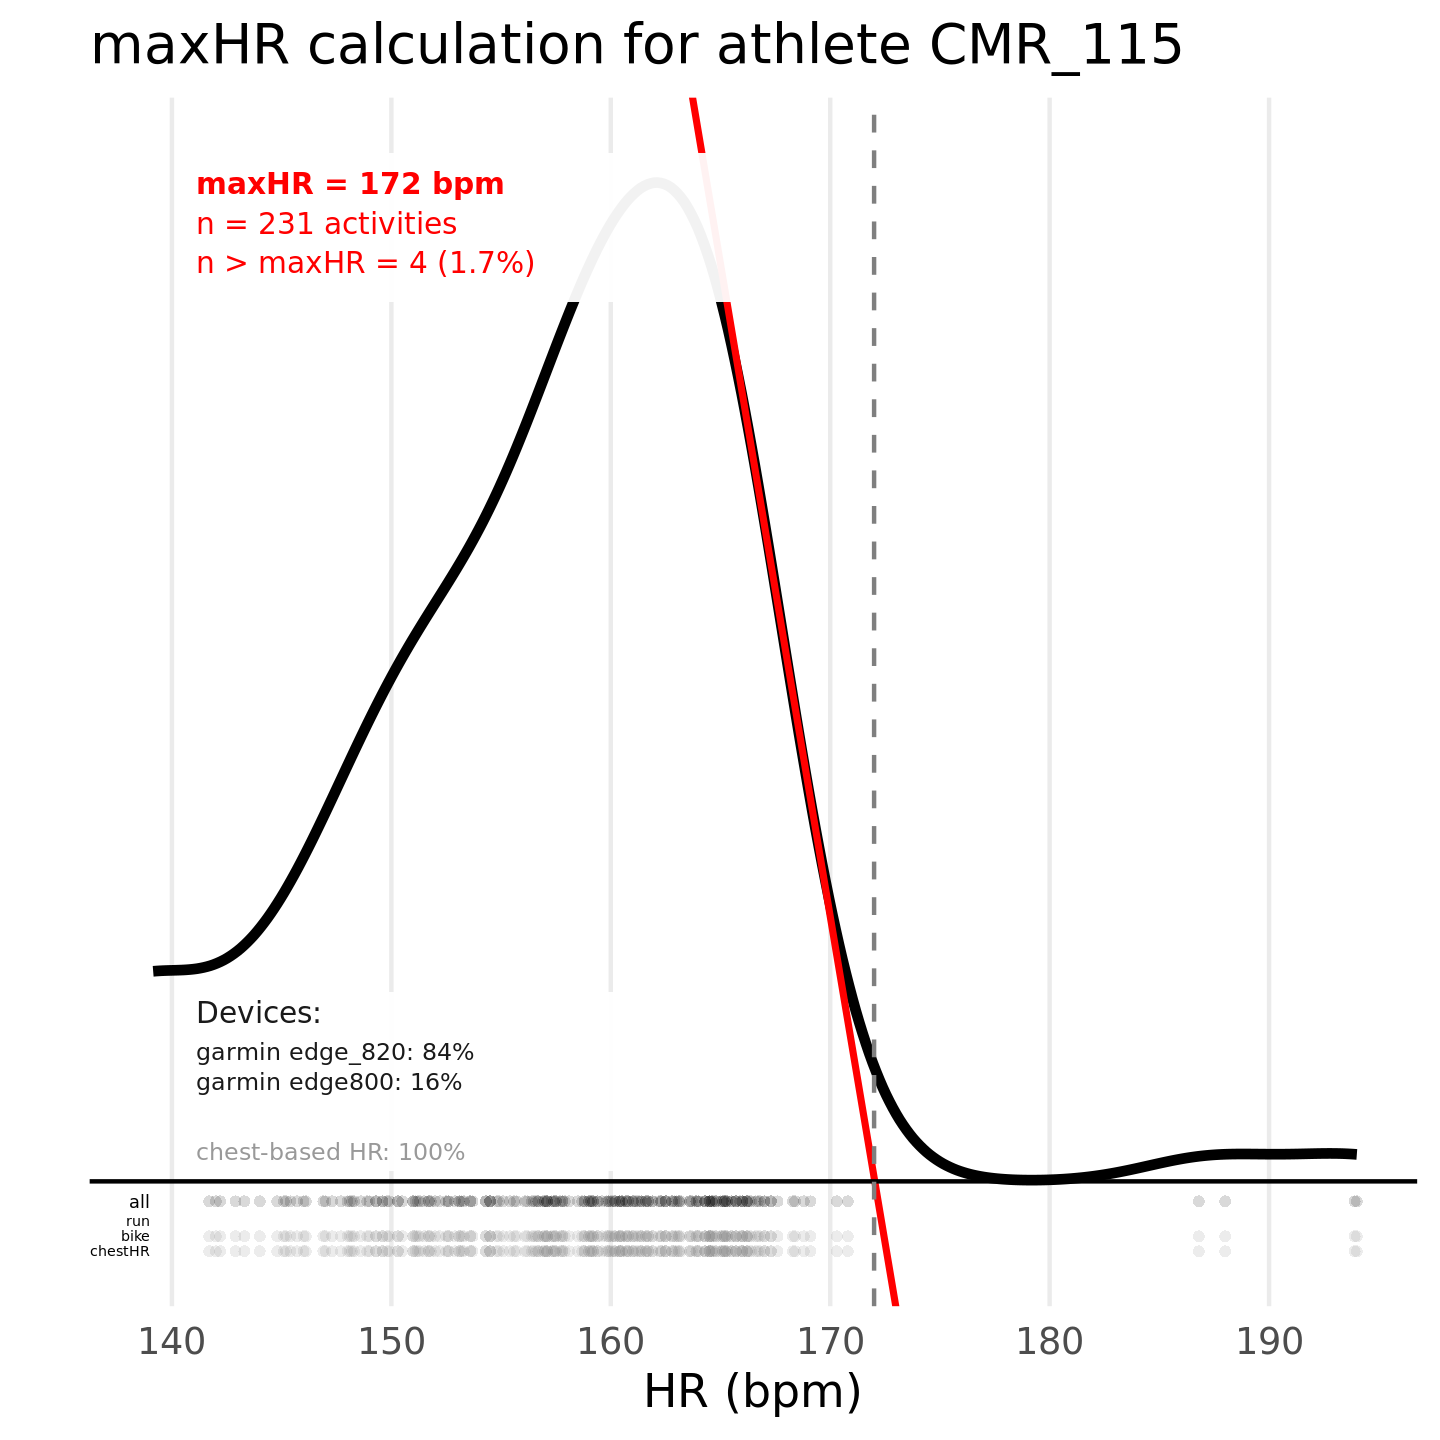 maxHR calculation for athlete CMR_115
maxHR = 172 bpm
n = 231 activities
n > maxHR = 4 (1.7%)
Devices:
garmin edge_820: 84%
garmin edge800: 16%
chest-based HR: 100%
all
run
bike
chestHR
140 150 160 170 180 190
HR (bpm)